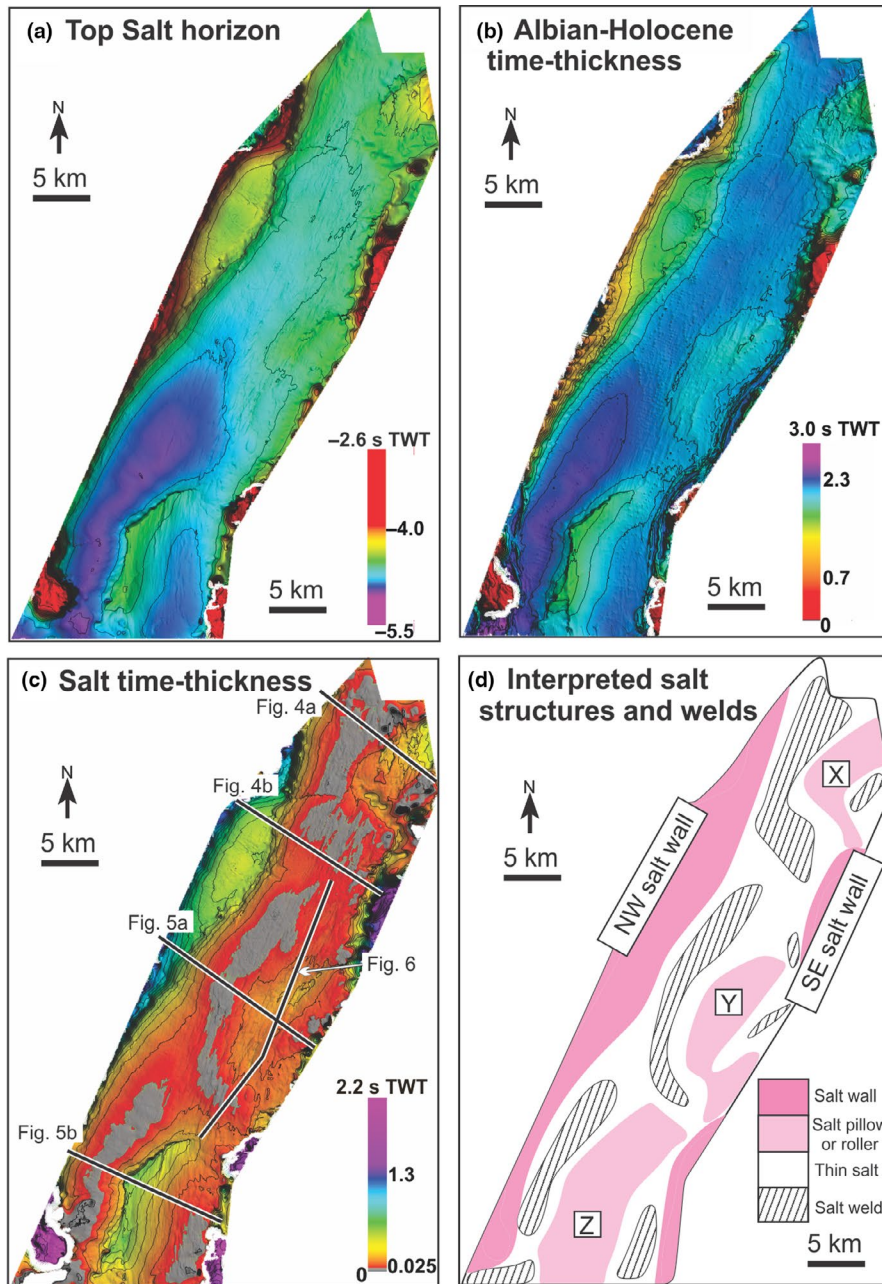 (a) Top Salt horizon
N
5 km
−2.6 s TWT
−4.0
−5.5
5 km
(b) Albian-Holocene
time-thickness
N
5 km
3.0 s TWT
2.3
0.7
0
5 km
(c) Salt time-thickness
Fig. 4a
N
5 km
Fig. 4b
Fig. 5a
Fig. 6
Fig. 5b
2.2 s TWT
1.3
0.025
0
(d) Interpreted salt
structures and welds
N
5 km
X
NW salt wall
SE salt wall
Y
Z
Salt wall
Salt pillow
or roller
Thin salt
Salt weld
5 km